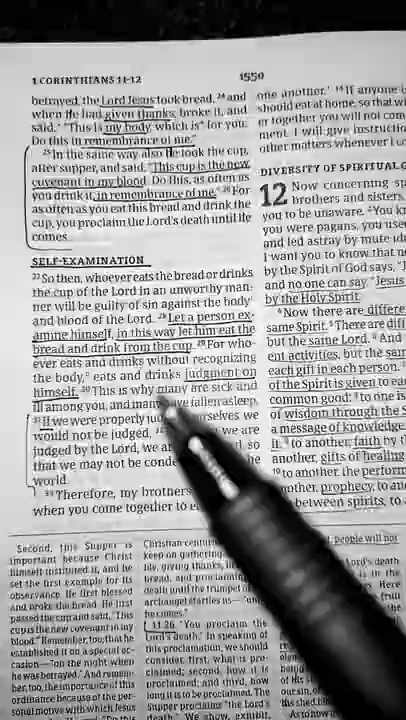 1 CORINTHIANS 11-12
1550
betrayed, the Lord Jesus took bread, 24 and
when he had given thanks, broke it, and
said, "This is my body, which is for you.
Do this in remembrance of me."
25 In the same way also he took the cup,
after supper, and said, "This cup is the new
covenant in my blood. Do this, as often as
you drink it, in remembrance of me." 26 For
as often as you eat this bread and drink the
cup, you proclaim the Lord's death until he
comes.
SELF-EXAMINATION
27 So then, whoever eats the bread or drinks
the cup of the Lord in an unworthy man-
ner will be guilty of sin against the body
and blood of the Lord. 28 Let a person ex-
amine himself; in this way let him eat the
bread and drink from the cup. 29 For who-
ever eats and drinks without recognizing
the body, eats and drinks judgment on
himself. 30 This is why many are sick and
ill among you, and many have fallen asleep.
31 If we were properly ourselves we
would not be judged, we are
judged by the Lord, we so
that we may not be
world.
33 Therefore, my brothers
when you come together to
one another. If anyone
should eat at home, so that
er together you will not com
ment. I will give instructio
other matters whenever I
DIVERSITY OF SPIRITUAL
12 Now concerning
brothers and sisters,
you to be unaware. 2 You
you were pagans, you use
and led astray by mute
I want you to know that
by the Spirit of God says, "J
and no one can say, "Jesus
by the Holy Spirit.
4 Now there are differe
same Spirit. 5 There are
but the same Lord. 6 And
ent activities, but the
each gift in each person.
of the Spirit is given to ea
common good: 8 to one is
of wisdom through the S
a message of knowledge
it, 9 to another, faith by t
another, gifts of healing
10 to another, the perform
nother, prophecy, to an
between spirits, to
Second, this Supper is
important because Christ
himself instituted it, and he
set the first example for its
observance. He first blessed
and broke the bread. He first
passed the cup and said, "This
cup is the new covenant in my
blood." Remember, too, that he
established it on a special oc-
casion—"on the night when
he was betrayed." And remem-
ber, too, the importance of this
ordinance because of the per-
sonal motive with which Jesus
"Do this
Christian
keep on gathering
ble, giving thanks,
bread, and proclaiming
death until the trumpet of
archangel startles us—
he comes."
11:26 "You proclaim the
Lord's death." In speaking of
this proclamation, we should
consider, first, what is pro-
claimed; second, how it is
proclaimed; and third, how
long it is to be proclaimed. The
Supper proclaims "the Lord's
death." We show, exhibit,
people will not
Lord's death
in the
Here
of His
our sin, of
His
shed